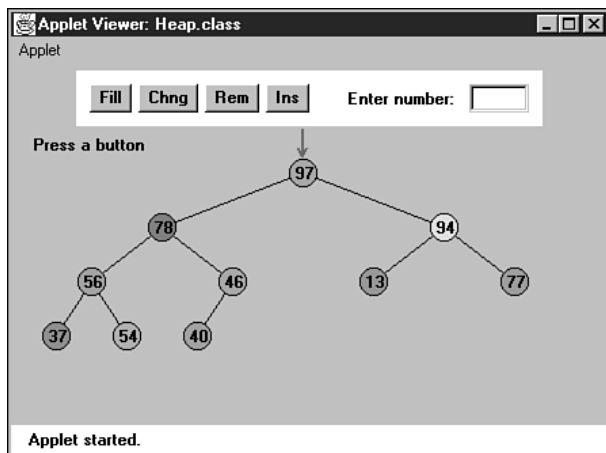 Applet Viewer: Heap.class
Applet
Fill Chng Rem Ins Enter number:
Press a button
97
78 94
56 46 13 77
37 54 40
Applet started.